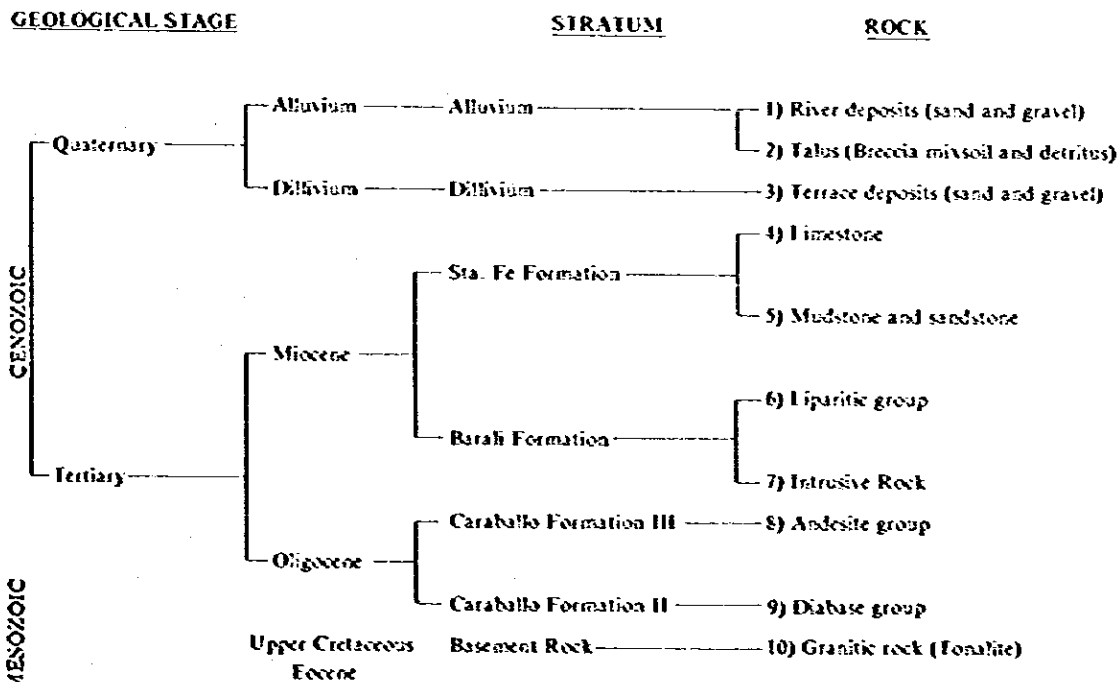 GEOLOGICAL STAGE STRATUM ROCK
Alluvium Alluvium 1) River deposits (sand and gravel)
Quaternary 2) Talus (Breccia mixsoil and detritus)
Dillivium Dillivium 3) Terrace deposits (sand and gravel)
4) Limestone
Sta. Fe Formation
5) Mudstone and sandstone
CENOZOIC
Miocene
6) Liparitic group
Barali Formation
Tertiary 7) Intrusive Rock
Caraballo Formation III 8) Andesite group
Oligocene
Caraballo Formation II 9) Diabase group
MESOZOIC
Upper Cretaceous Basement Rock 10) Granitic rock (Tonalite)
Eocene